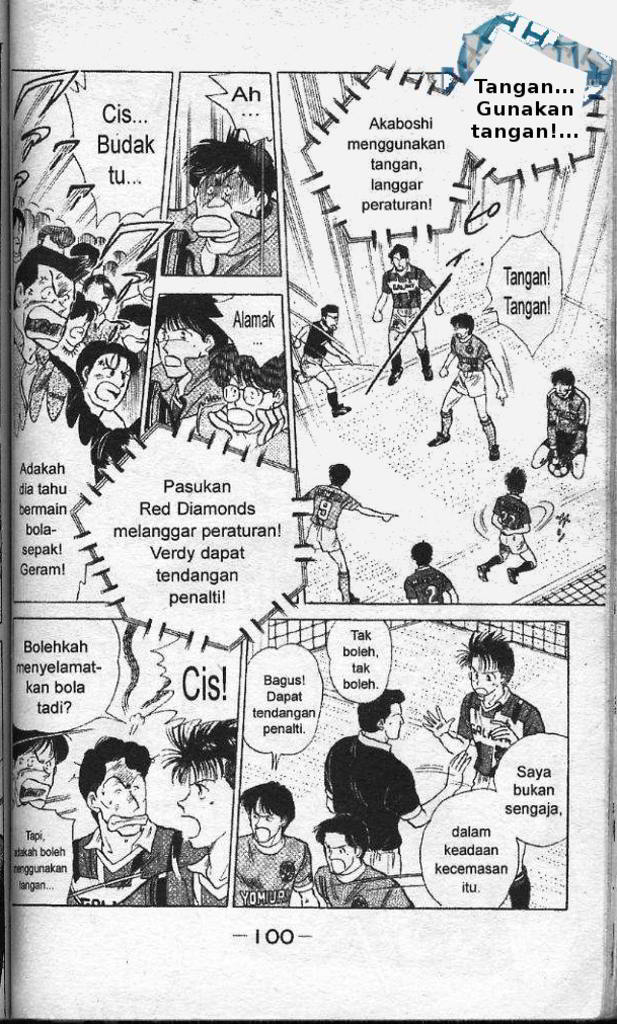 Tangan...
Gunakan
tangan!...
Akaboshi
menggunakan
tangan,
langgar
peraturan!
Tangan!
Tangan!
Ah
...
Cis...
Budak
tu...
Alamak
...
Adakah
dia tahu
bermain
bola-
sepak!
Geram!
Pasukan
Red Diamonds
melanggar peraturan!
Verdy dapat
tendangan
penalti!
9
2
Bolehkah
menyelamat-
kan bola
tadi?
Cis!
Tapi,
adakah boleh
menggunakan
tangan...
Tak
boleh,
tak
boleh.
Bagus!
Dapat
tendangan
penalti.
Saya
bukan
sengaja,
dalam
keadaan
kecemasan
itu.
YOMIUR
—100—